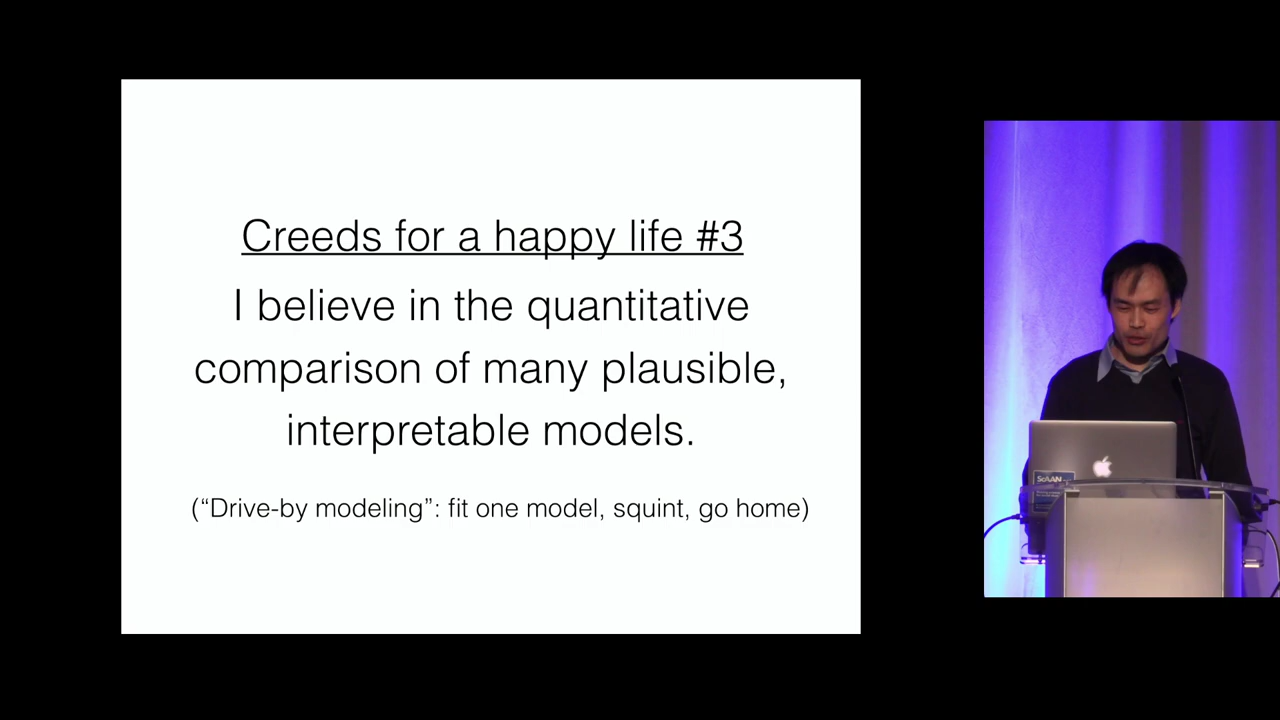 Creeds for a happy life #3
I believe in the quantitative
comparison of many plausible,
interpretable models.
(“Drive-by modeling”: fit one model, squint, go home)